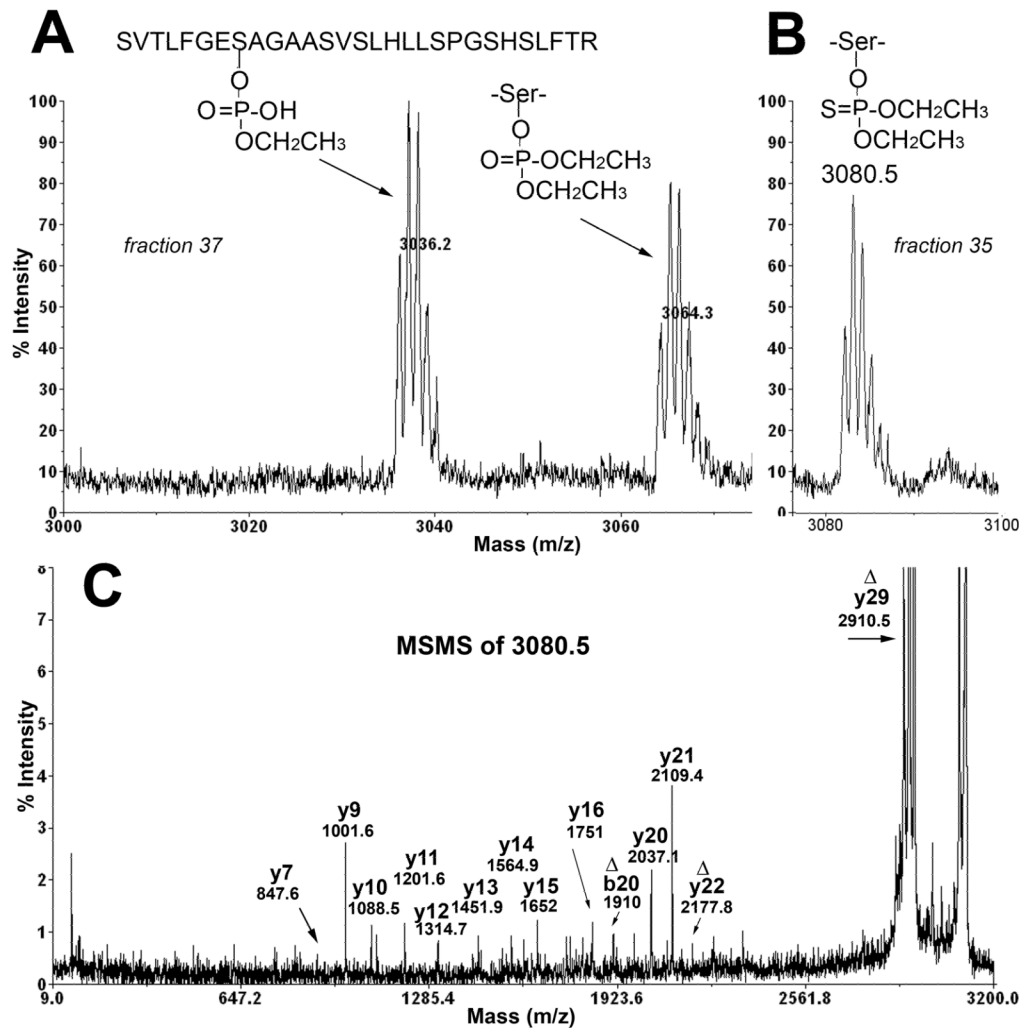 A
SVTLFGESAGAASVSLHLLSPGSHSLFTR
O
O=P-OH
OCH2CH3
-Ser-
O
O=P-OCH2CH3
OCH2CH3
% Intensity
100
90
80
70
60
50
40
30
20
10
0
fraction 37
3036.2
3064.3
3000
3020
3040
3060
Mass (m/z)
B
-Ser-
O
S=P-OCH2CH3
OCH2CH3
3080.5
100
90
80
70
60
50
40
30
20
10
0
fraction 35
3080
3100
C
MSMS of 3080.5
% Intensity
8
7
6
5
4
3
2
1
0
y7
847.6
y9
1001.6
y10
1088.5
y11
1201.6
y12
1314.7
y13
1451.9
y14
1564.9
y15
1652
y16
1751
Δ
b20
1910
y20
2037.1
y21
2109.4
Δ
y22
2177.8
Δ
y29
2910.5
9.0
647.2
1285.4
1923.6
2561.8
3200.0
Mass (m/z)